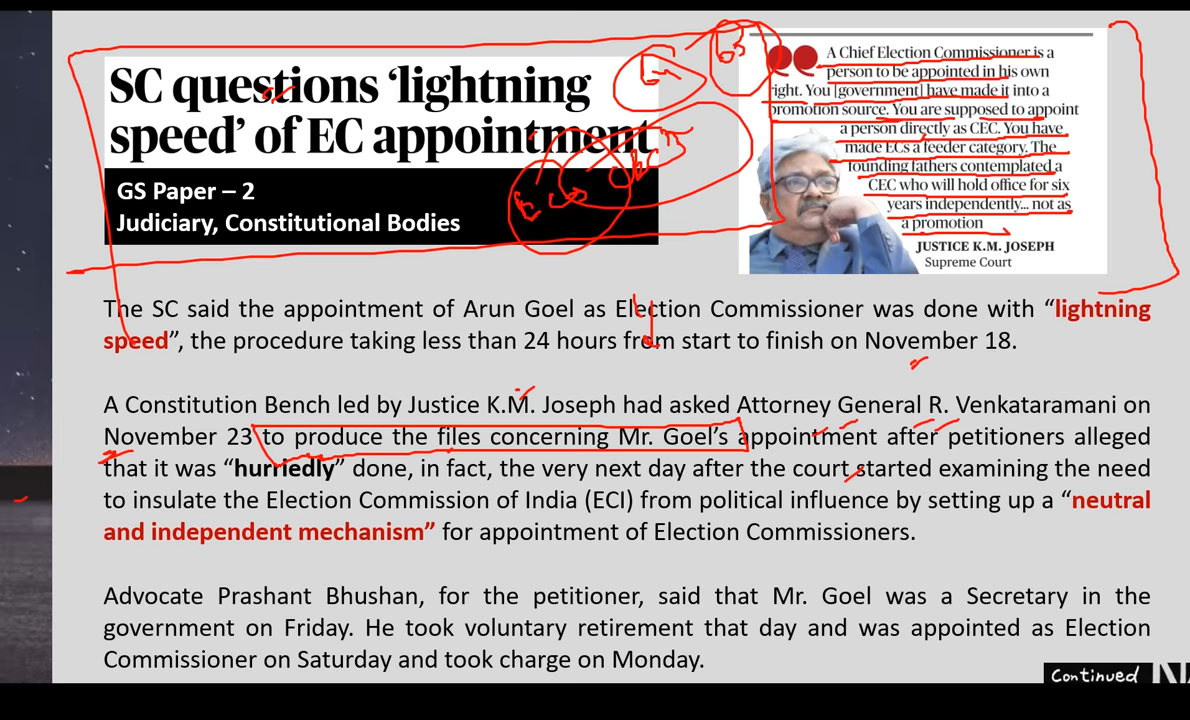 SC questions ‘lightning
speed’ of EC appointment
GS Paper – 2
Judiciary, Constitutional Bodies
A Chief Election Commissioner is a
person to be appointed in his own
right. You [government] have made it into a
promotion source. You are supposed to appoint
a person directly as CEC. You have
made ECs a feeder category. The
founding fathers contemplated a
CEC who will hold office for six
years independently... not as
a promotion
JUSTICE K.M. JOSEPH
Supreme Court
The SC said the appointment of Arun Goel as Election Commissioner was done with “lightning
speed”, the procedure taking less than 24 hours from start to finish on November 18.
A Constitution Bench led by Justice K.M. Joseph had asked Attorney General R. Venkataramani on
November 23 to produce the files concerning Mr. Goel’s appointment after petitioners alleged
that it was “hurriedly” done, in fact, the very next day after the court started examining the need
to insulate the Election Commission of India (ECI) from political influence by setting up a “neutral
and independent mechanism” for appointment of Election Commissioners.
Advocate Prashant Bhushan, for the petitioner, said that Mr. Goel was a Secretary in the
government on Friday. He took voluntary retirement that day and was appointed as Election
Commissioner on Saturday and took charge on Monday.
Continued